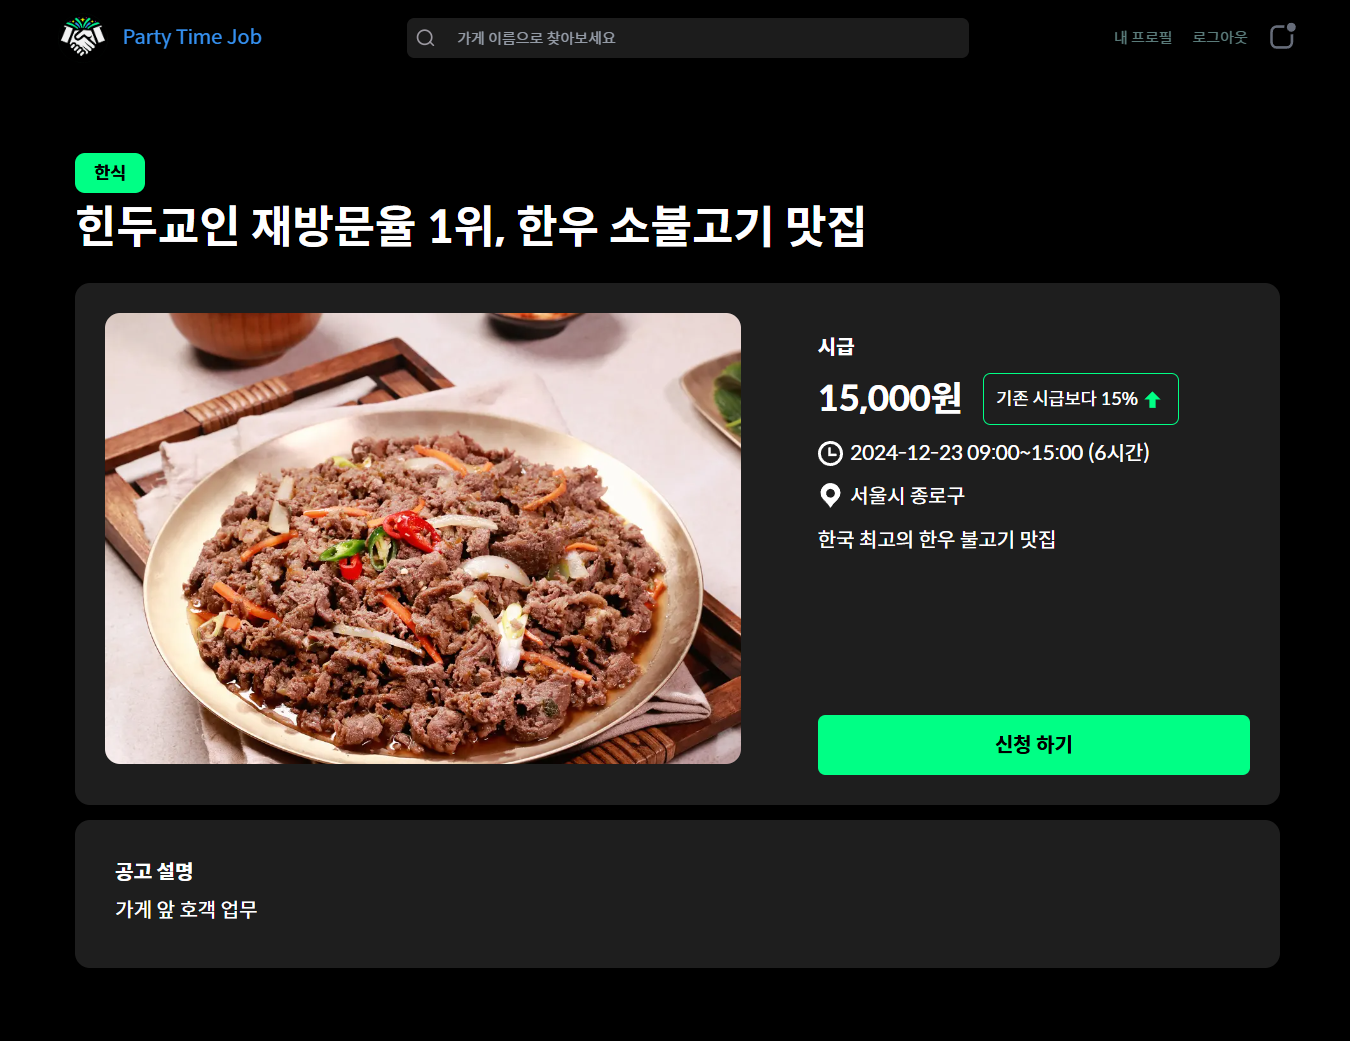 Party Time Job
가게 이름으로 찾아보세요
내 프로필 로그아웃
한식
힌두교인 재방문율 1위, 한우 소불고기 맛집
시급
15,000원 기존 시급보다 15%
2024-12-23 09:00~15:00 (6시간)
서울시 종로구
한국 최고의 한우 불고기 맛집
신청 하기
공고 설명
가게 앞 호객 업무